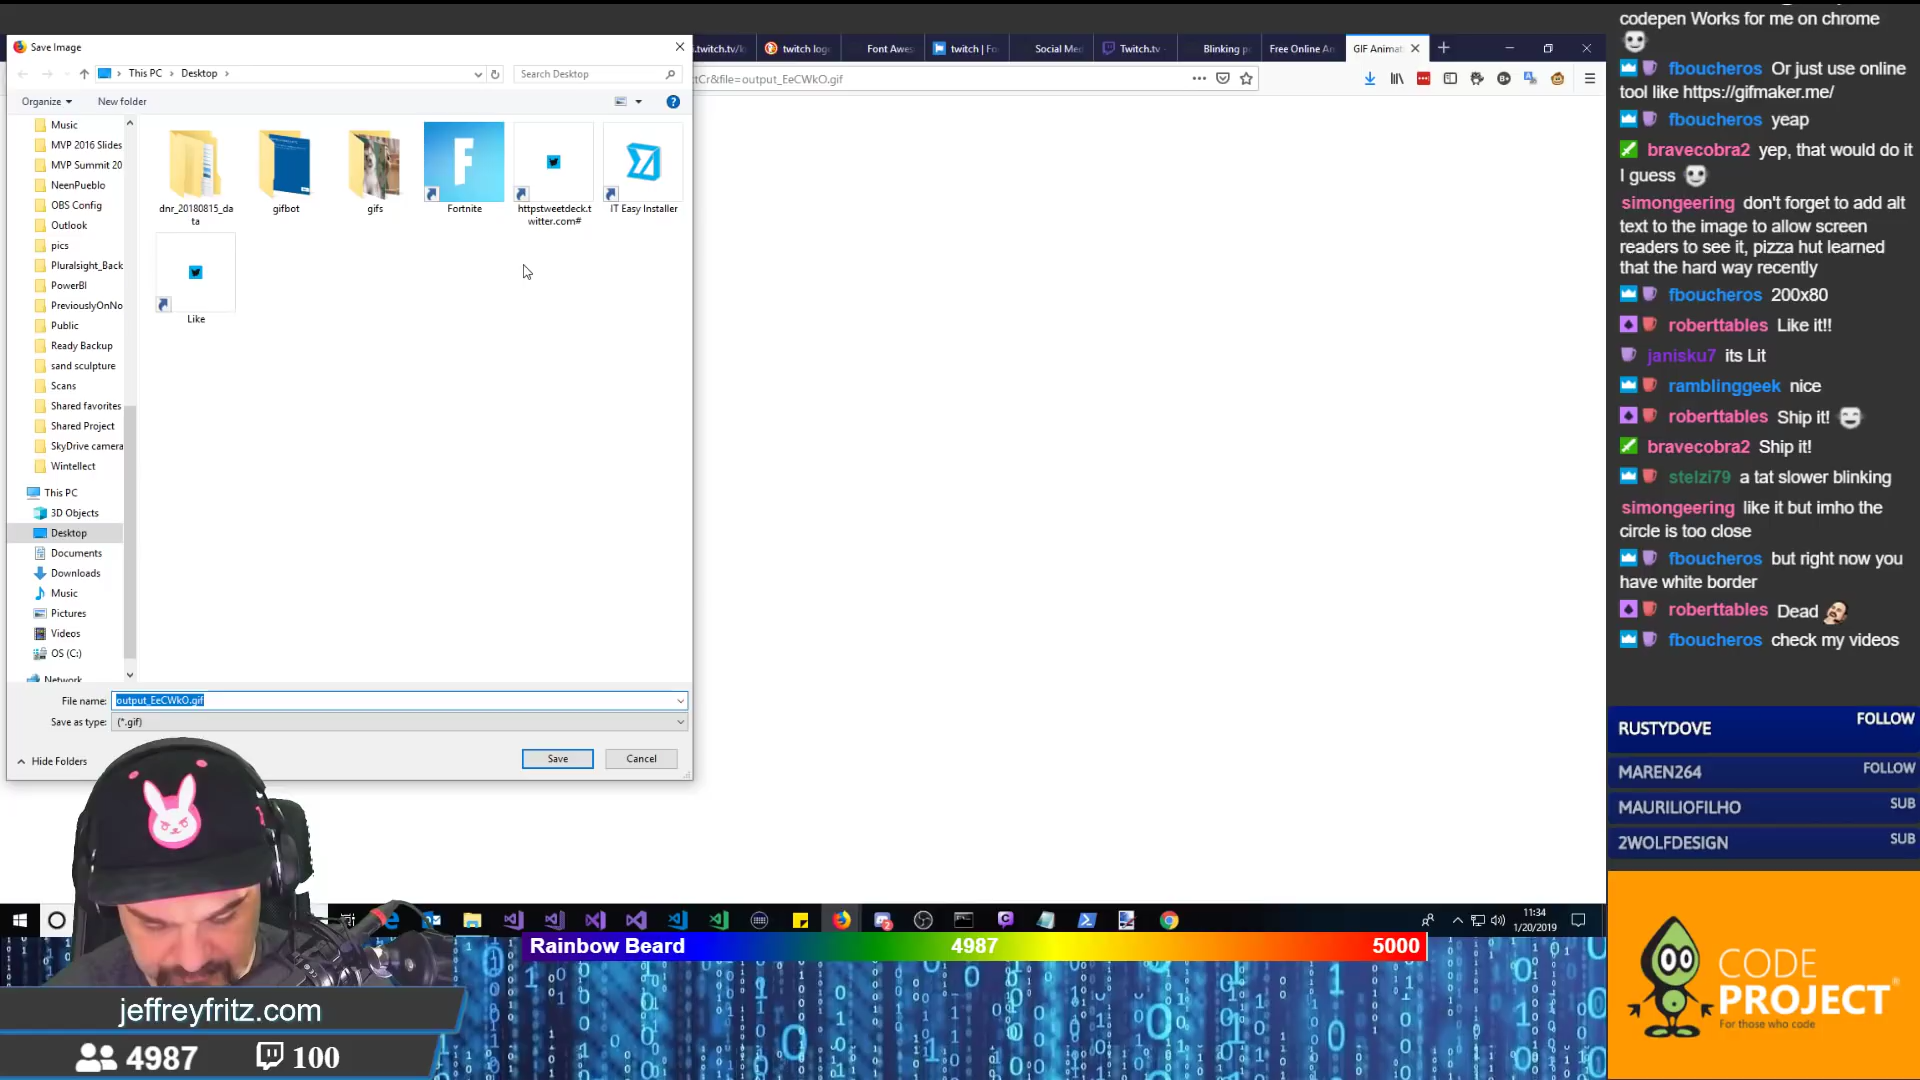 Save Image
This PC > Desktop >
Search Desktop
Organize
New folder
Music
MVP 2016 Slides
MVP Summit 20
NeenPueblo
OBS Config
Outlook
pics
Pluralsight_Back
PowerBI
PreviouslyOnNo
Public
Ready Backup
sand sculpture
Scans
Shared favorites
Shared Project
SkyDrive camera
Wintellect
This PC
3D Objects
Desktop
Documents
Downloads
Music
Pictures
Videos
OS (C:)
Network
dnr_20180815_da
ta
gifbot
gifs
Fortnite
httpstweetdeck.t
witter.com#
IT Easy Installer
Like
File name: output_EeCWkO.gif
Save as type: (*.gif)
Hide Folders
Save
Cancel
.twitch.tv/k
twitch log
Font Awes
twitch | Fo
Social Med
Twitch.tv
Blinking p
Free Online An
GIF Animat
tCr&file=output_EeCWkO.gif
codepen Works for me on chrome
fboucheros Or just use online
tool like https://gifmaker.me/
fboucheros yeap
bravecobra2 yep, that would do it
I guess
simongeering don't forget to add alt
text to the image to allow screen
readers to see it, pizza hut learned
that the hard way recently
fboucheros 200x80
roberttables Like it!!
janisku7 its Lit
ramblinggeek nice
roberttables Ship it!
bravecobra2 Ship it!
stelzi79 a tat slower blinking
simongeering like it but imho the
circle is too close
fboucheros but right now you
have white border
roberttables Dead
fboucheros check my videos
RUSTYDOVE FOLLOW
MAREN264 FOLLOW
MAURILIOFILHO SUB
2WOLFDESIGN SUB
11:34
1/20/2019
Rainbow Beard 4987 5000
jeffreyfritz.com
4987 100
CODE
PROJECT
For those who code